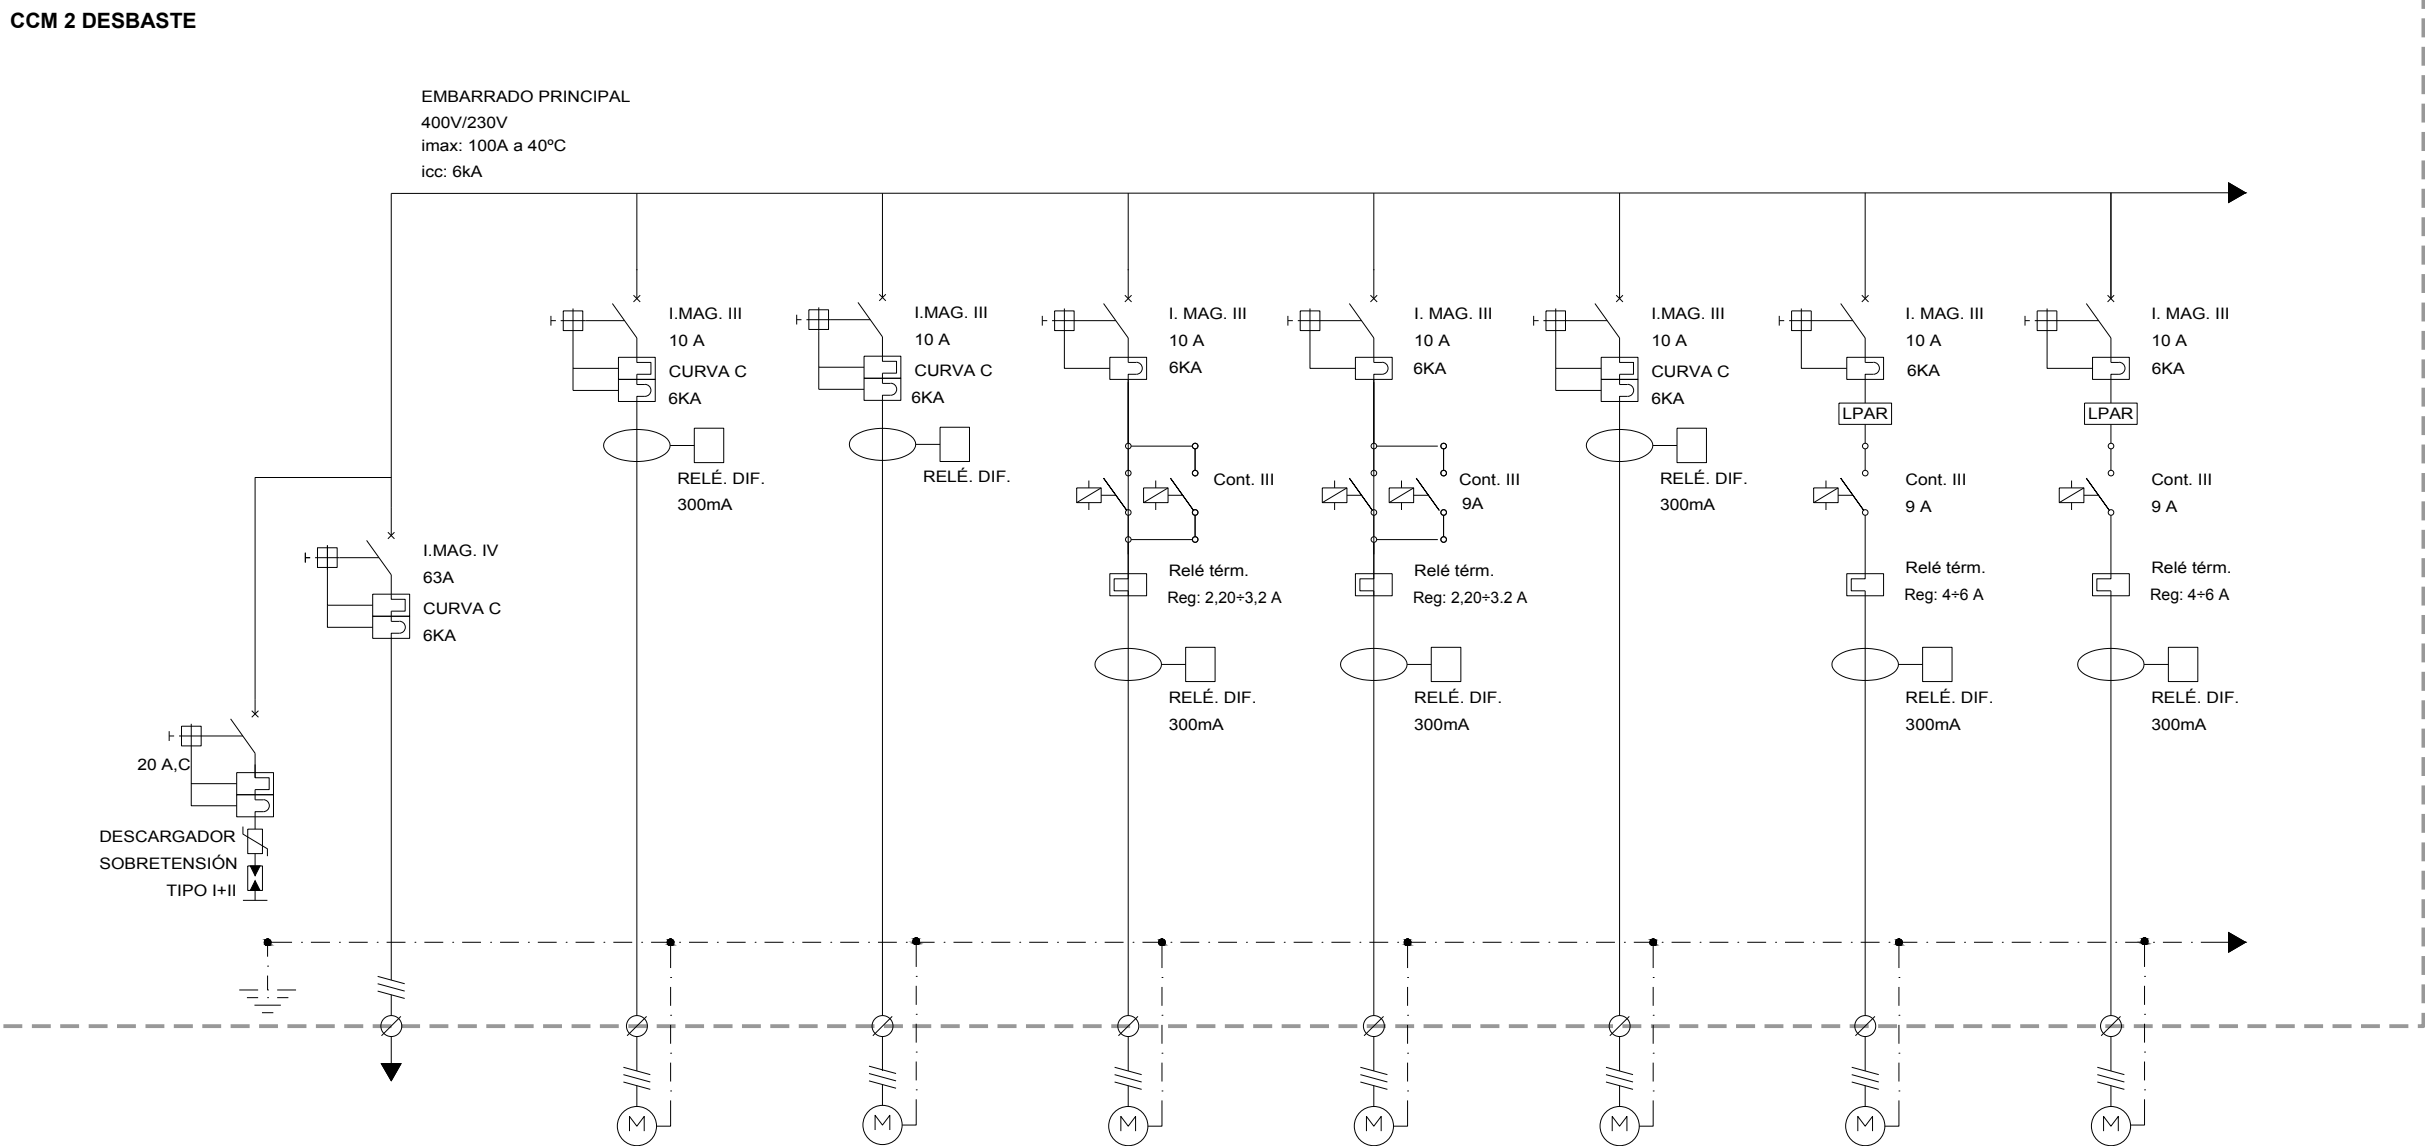 CCM 2 DESBASTE
EMBARRADO PRINCIPAL
400V/230V
imax: 100A a 40ºC
icc: 6kA
20 A,C
DESCARGADOR
SOBRETENSIÓN
TIPO I+II
I.MAG. IV
63A
CURVA C
6KA
I.MAG. III
10 A
CURVA C
6KA
RELÉ. DIF.
300mA
M
I.MAG. III
10 A
CURVA C
6KA
RELÉ. DIF.
M
I. MAG. III
10 A
6KA
Cont. III
Relé térm.
Reg: 2,20÷3,2 A
RELÉ. DIF.
300mA
M
I. MAG. III
10 A
6KA
Cont. III
9A
Relé térm.
Reg: 2,20÷3.2 A
RELÉ. DIF.
300mA
M
I.MAG. III
10 A
CURVA C
6KA
RELÉ. DIF.
300mA
M
I. MAG. III
10 A
6KA
LPAR
Cont. III
9 A
Relé térm.
Reg: 4÷6 A
RELÉ. DIF.
300mA
M
I. MAG. III
10 A
6KA
LPAR
Cont. III
9 A
Relé térm.
Reg: 4÷6 A
RELÉ. DIF.
300mA
M